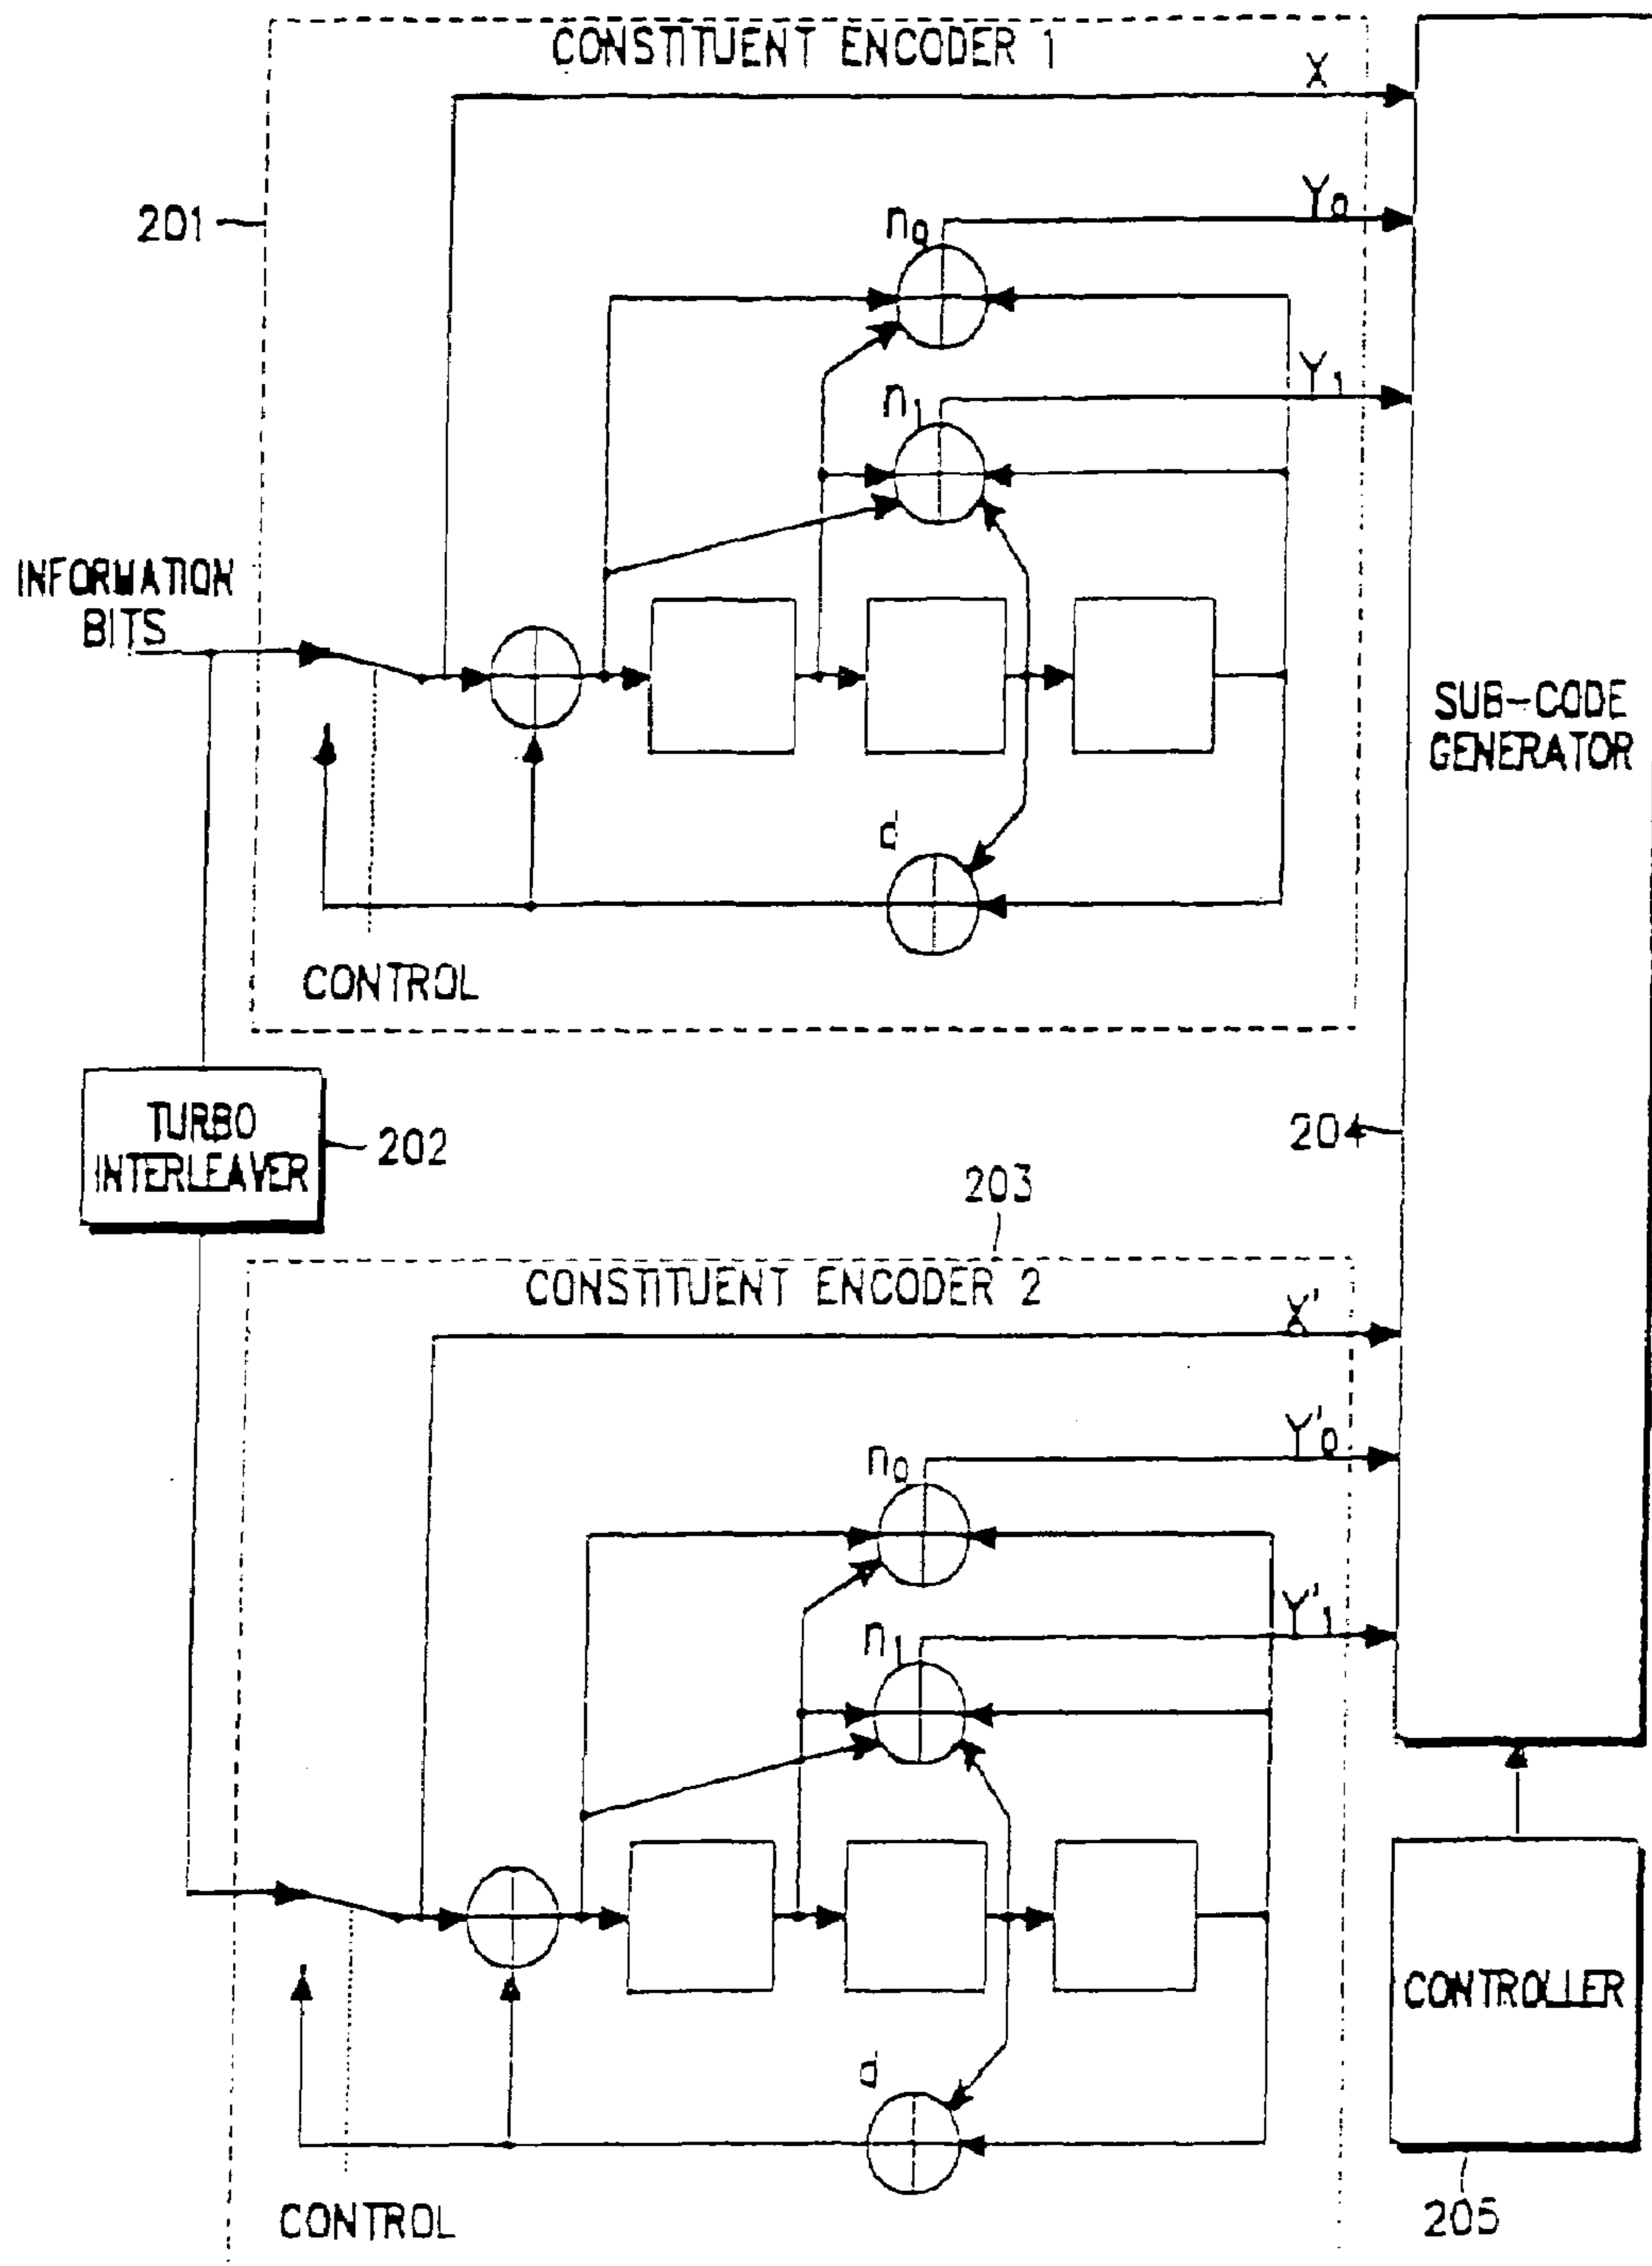 CONSTITUENT ENCODER 1
X
201
n0
Y0
n1
Y1
INFORMATION
BITS
SUB-CODE
GENERATOR
d
CONTROL
TURBO
INTERLEAVER
202
204
203
CONSTITUENT ENCODER 2
X'
n0
Y'0
n1
Y'1
d
CONTROL
CONTROLLER
205